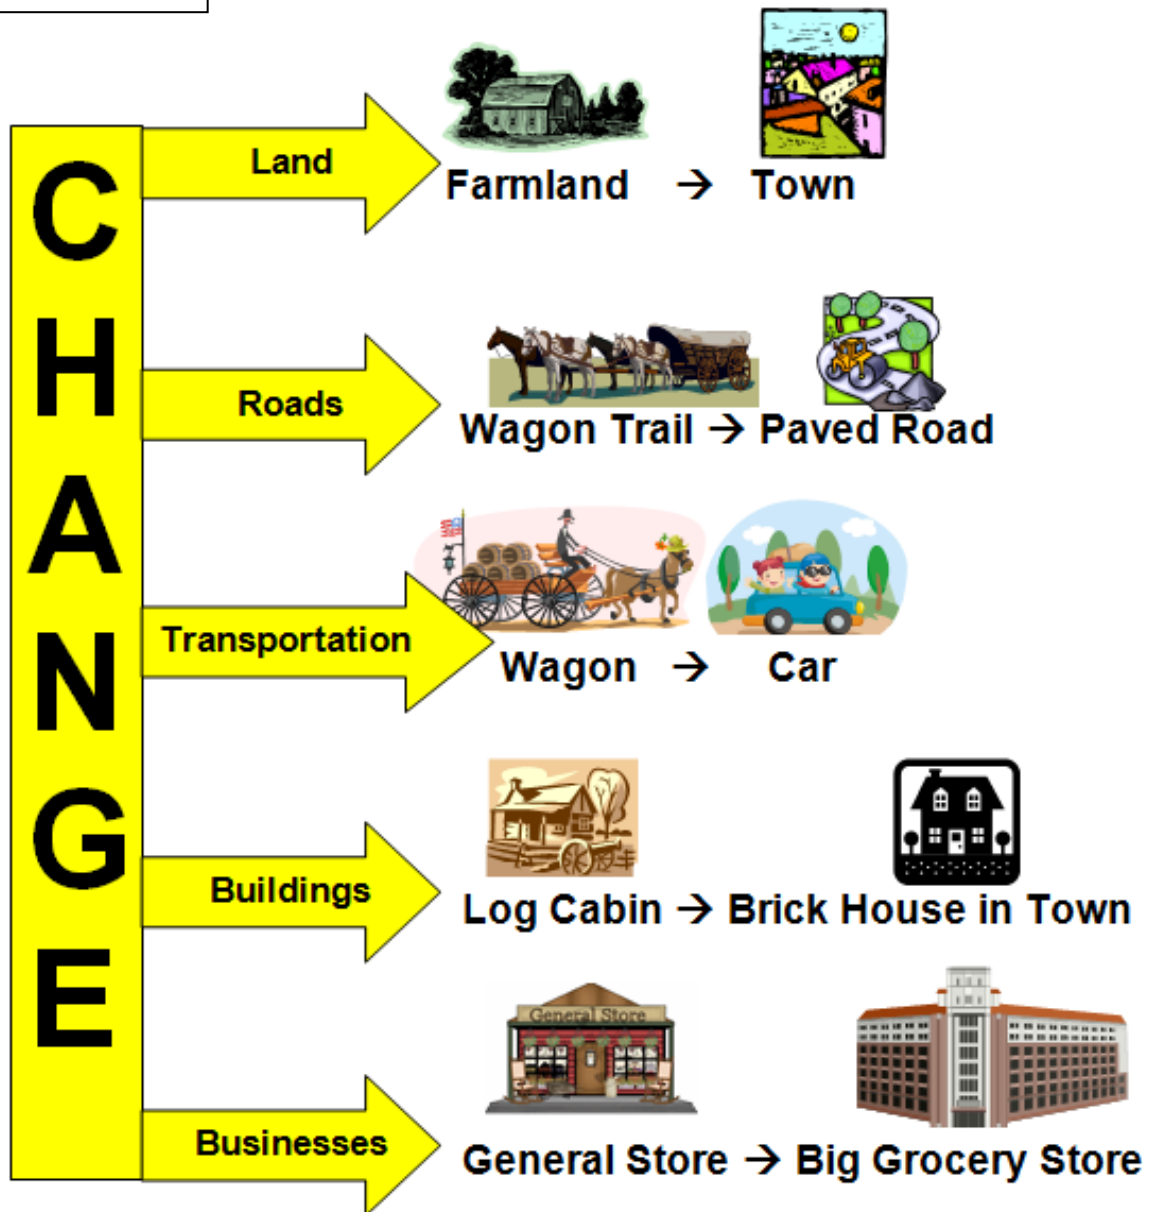 CHANGE
Land
Farmland → Town
Roads
Wagon Trail → Paved Road
Transportation
Wagon → Car
Buildings
Log Cabin → Brick House in Town
General Store
Businesses
General Store → Big Grocery Store